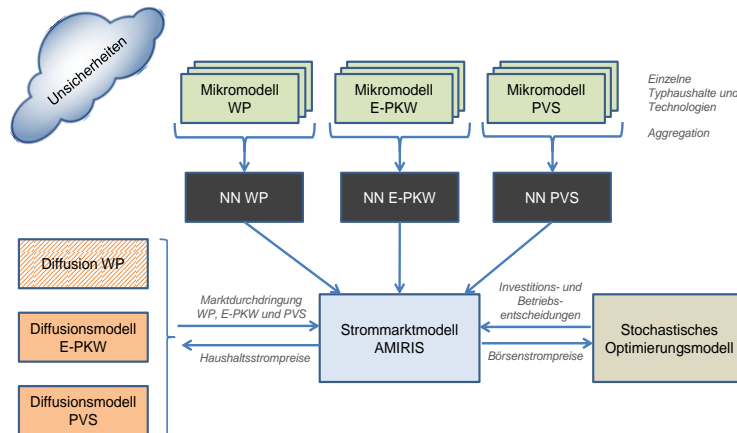 Unsicherheiten
Mikromodell
WP
Mikromodell
E-PKW
Mikromodell
PVS
Einzelne
Typhaushalte und
Technologien
Aggregation
NN WP
NN E-PKW
NN PVS
Diffusion WP
Diffusionsmodell
E-PKW
Diffusionsmodell
PVS
Marktdurchdringung
WP, E-PKW und PVS
Haushaltsstrompreise
Strommarktmodell
AMIRIS
Investitions- und
Betriebs-
entscheidungen
Börsenstrompreise
Stochastisches
Optimierungsmodell